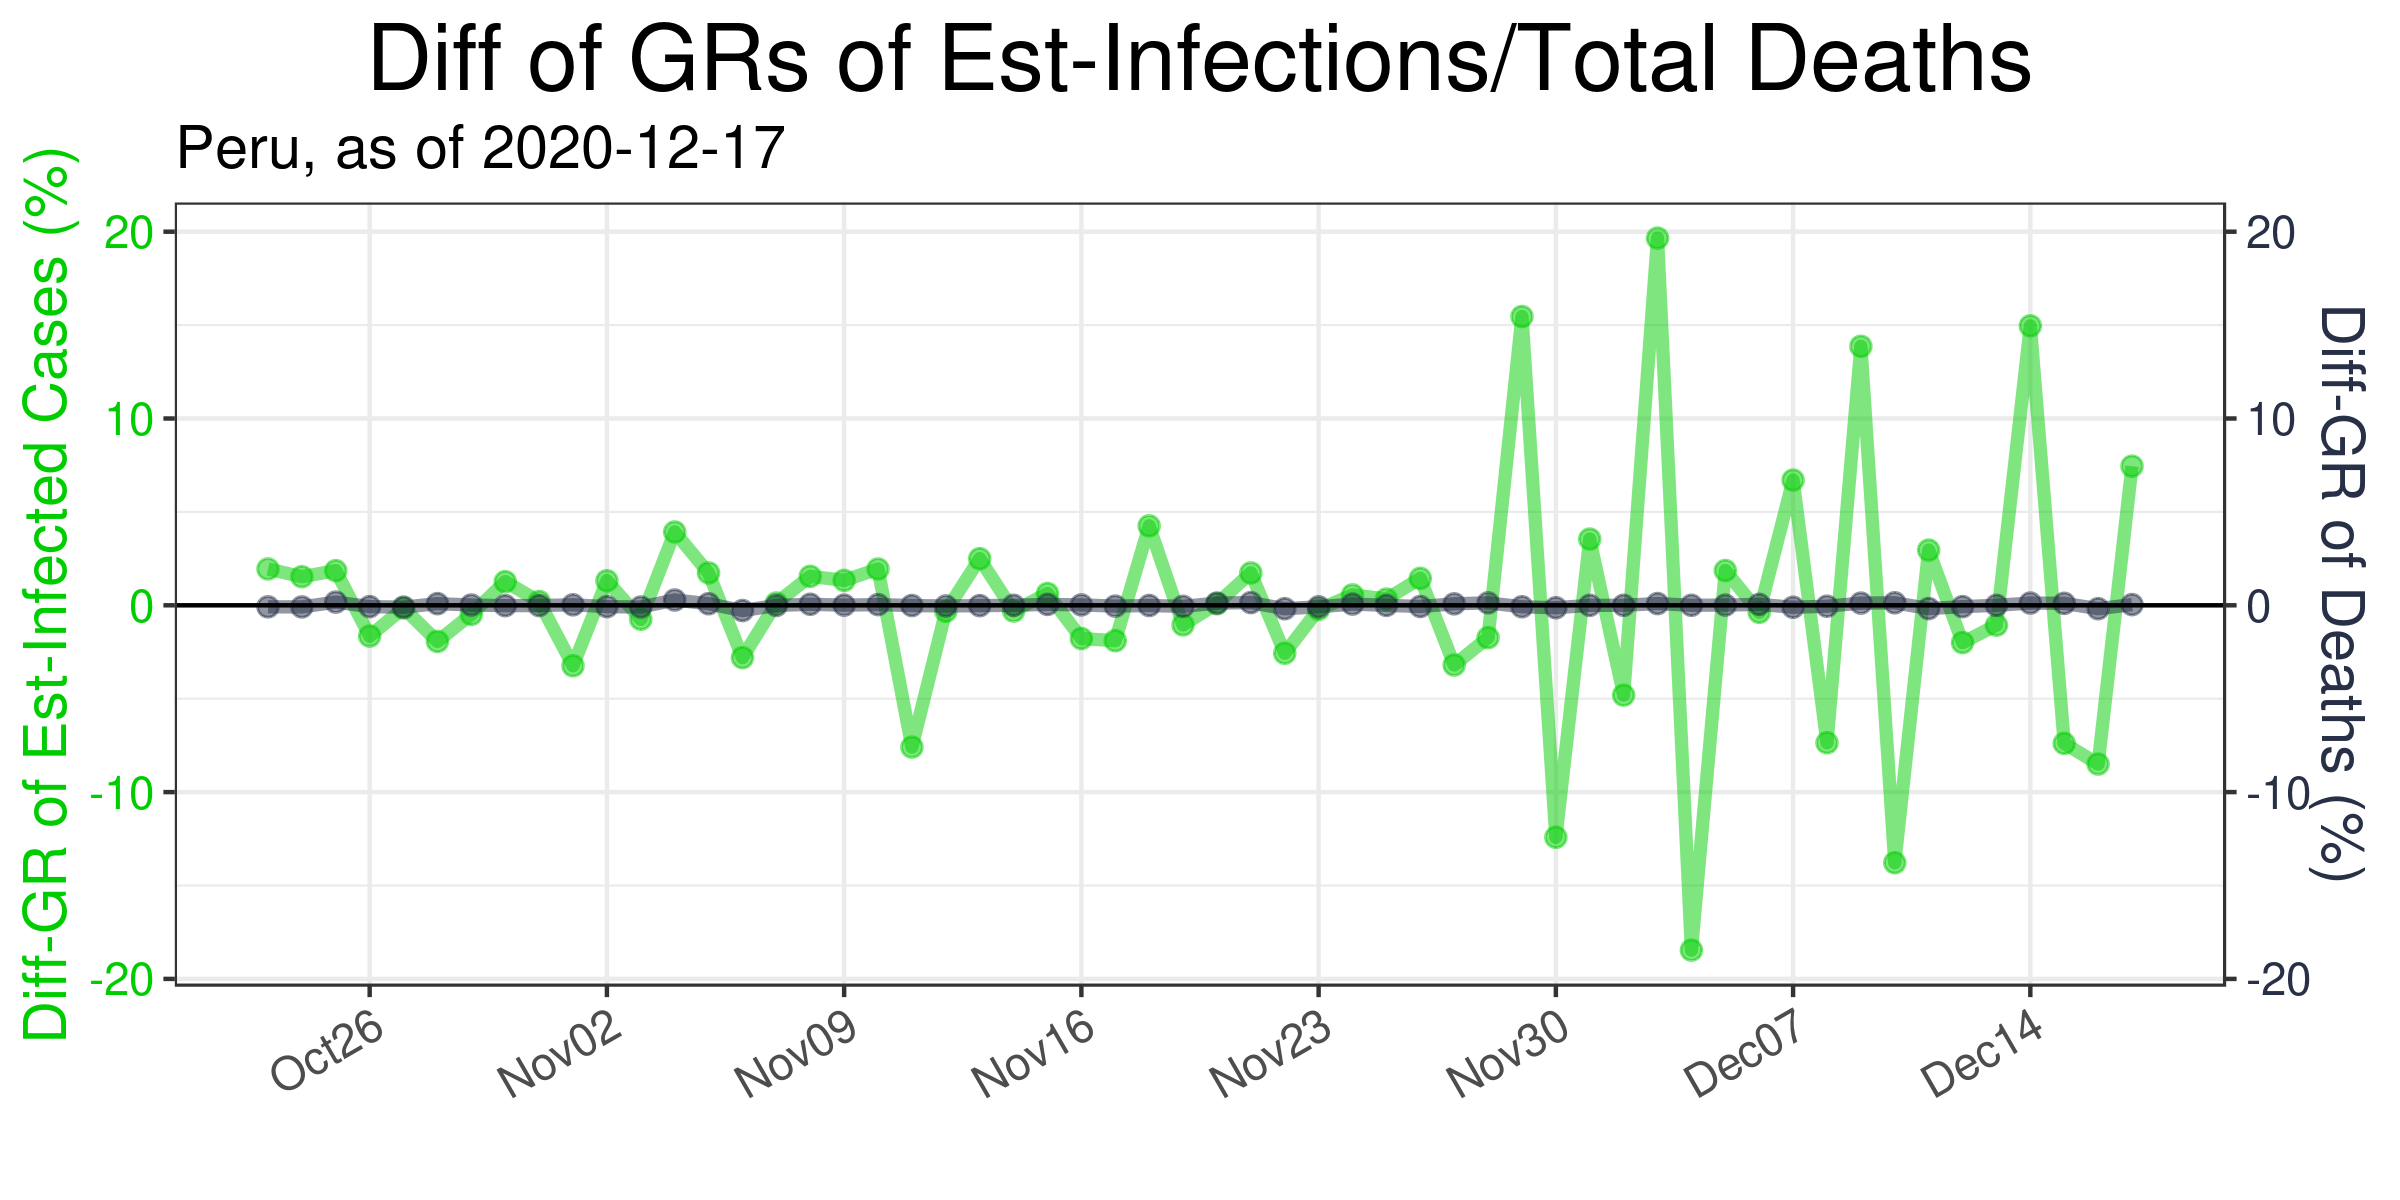 Diff of GRs of Est-Infections/Total Deaths
Peru, as of 2020-12-17
Diff-GR of Est-Infected Cases (%)
20
10
0
-10
-20
20
10
0
-10
-20
Diff-GR of Deaths (%)
Oct26
Nov02
Nov09
Nov16
Nov23
Nov30
Dec07
Dec14